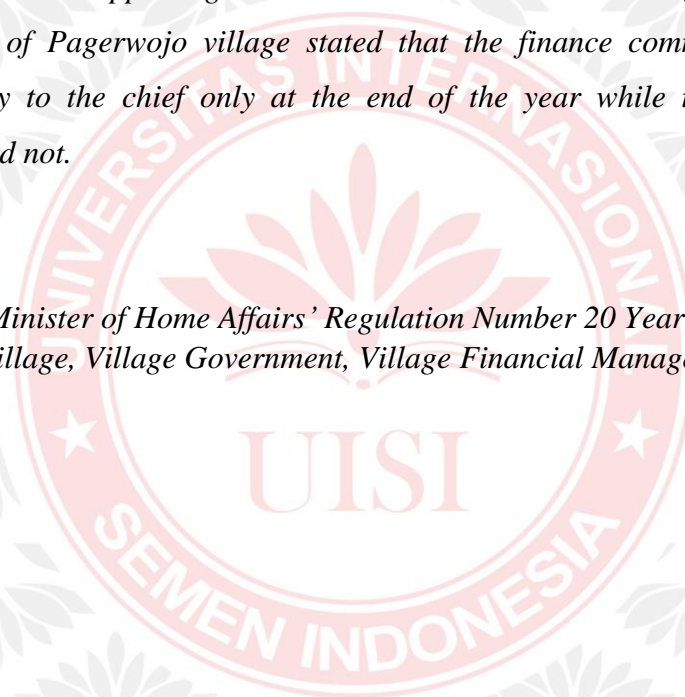 of Pagerwojo village stated that the finance com
y to the chief only at the end of the year while
d not.
Minister of Home Affairs’ Regulation Number 20 Year
illage, Village Government, Village Financial Manag
UNIVERSITAS INTERNASIONAL
UISI
SEMEN INDONESIA